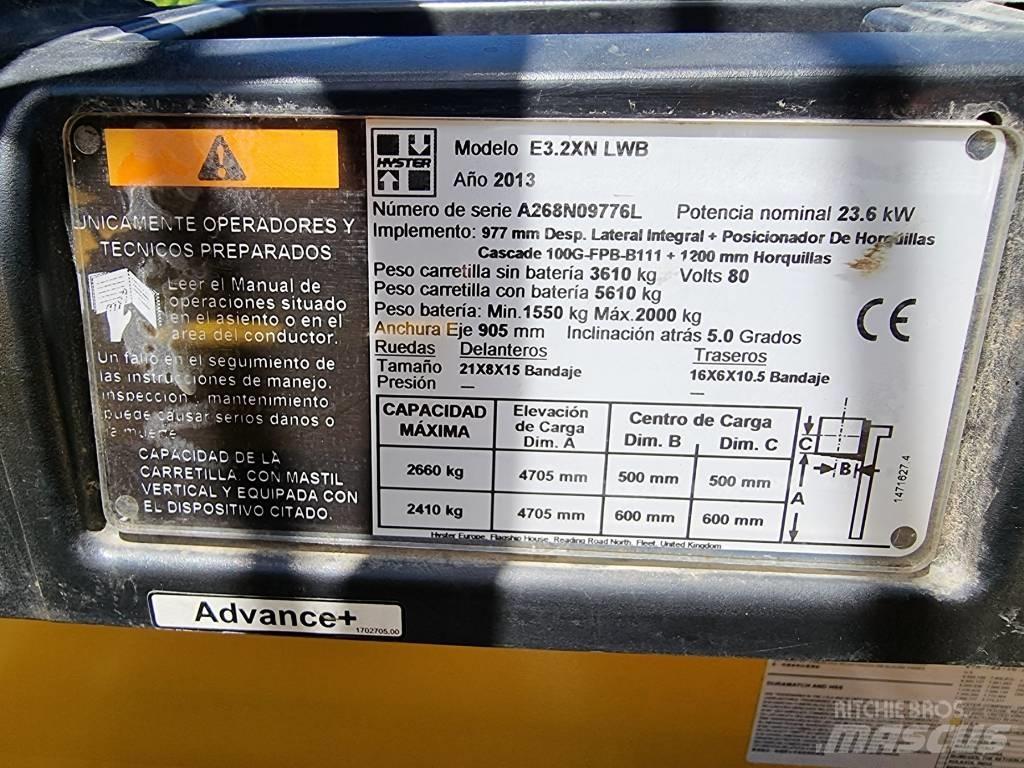 ÚNICAMENTE OPERADORES Y
TECNICOS PREPARADOS
Leer el Manual de
operaciones situado
en el asiento o en el
area del conductor.
Un fallo en el seguimiento de
las instrucciones de manejo,
inspeccion y mantenimiento
puede causar serios danos o
la muerte
CAPACIDAD DE LA
CARRETILLA, CON MASTIL
VERTICAL Y EQUIPADA CON
EL DISPOSITIVO CITADO.
HYSTER
Modelo E3.2XN LWB
Año 2013
Número de serie A268N09776L Potencia nominal 23.6 kW
Implemento: 977 mm Desp. Lateral Integral + Posicionador De Horquillas
Cascade 100G-FPB-B111 + 1200 mm Horquillas
Peso carretilla sin batería 3610 kg Volts 80
Peso carretilla con batería 5610 kg
Peso batería: Min.1550 kg Máx.2000 kg
Anchura Eje 905 mm Inclinación atrás 5.0 Grados
Ruedas Delanteros Traseros
Tamaño 21X8X15 Bandaje 16X6X10.5 Bandaje
Presión — —
CE
CAPACIDAD MÁXIMA Elevación de Carga Dim. A Centro de Carga Dim. B Dim. C
2660 kg 4705 mm 500 mm 500 mm
2410 kg 4705 mm 600 mm 600 mm
C
B
A
1471627.4
Hyster Europe, Flagship House, Reading Road North, Fleet, United Kingdom
Advance+
1702705.00
DURAMATCH AND HSS
RITCHIE BROS.
MASCUS